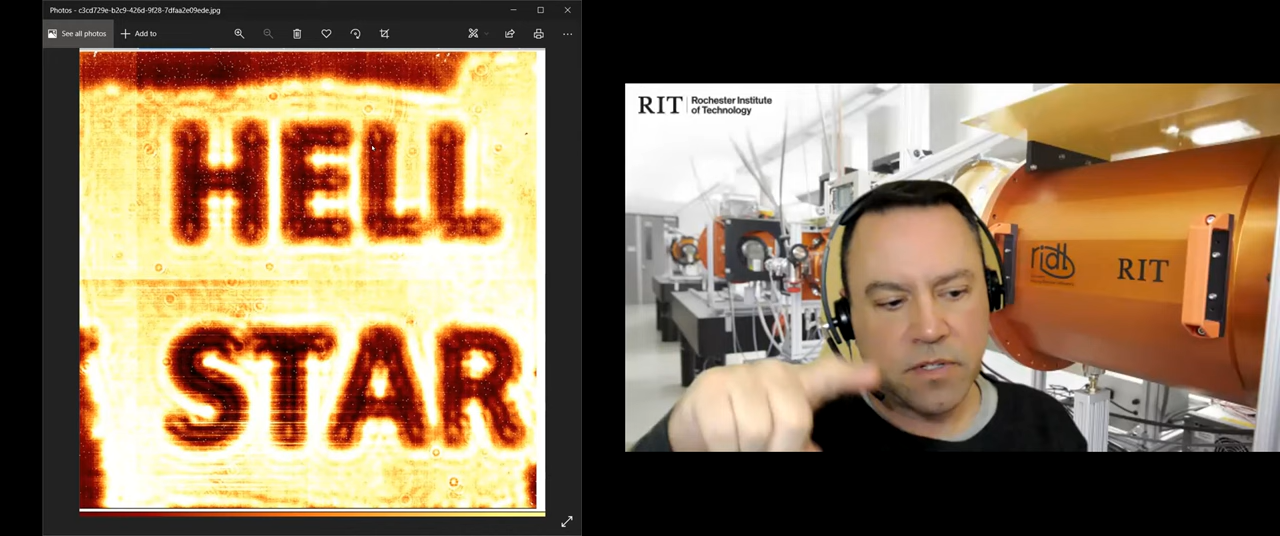 Photos - c3cd729e-b2c9-426d-9f28-7dfaa2e09ede.jpg
See all photos
Add to
HELL
STAR
RIT Rochester Institute
of Technology
ridl
RIT